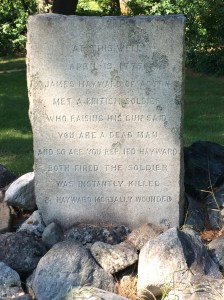 AT THIS WELL
APRIL 19 1775
JAMES HAYWARD OF ACTON
MET A BRITISH SOLDIER
WHO RAISING HIS GUN SAID
YOU ARE A DEAD MAN
AND SO ARE YOU REPLIED HAYWARD
BOTH FIRED THE SOLDIER
WAS INSTANTLY KILLED
& HAYWARD MORTALLY WOUNDED